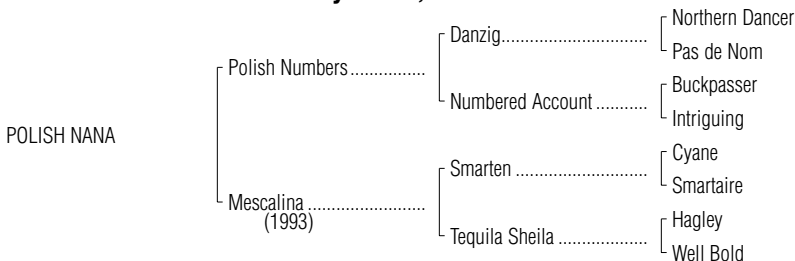 Northern Dancer
Danzig..............................
Pas de Nom
Polish Numbers................
Buckpasser
Numbered Account...........
Intriguing
POLISH NANA
Cyane
Smarten...........................
Smartaire
Mescalina.........................
(1993)
Hagley
Tequila Sheila...................
Well Bold